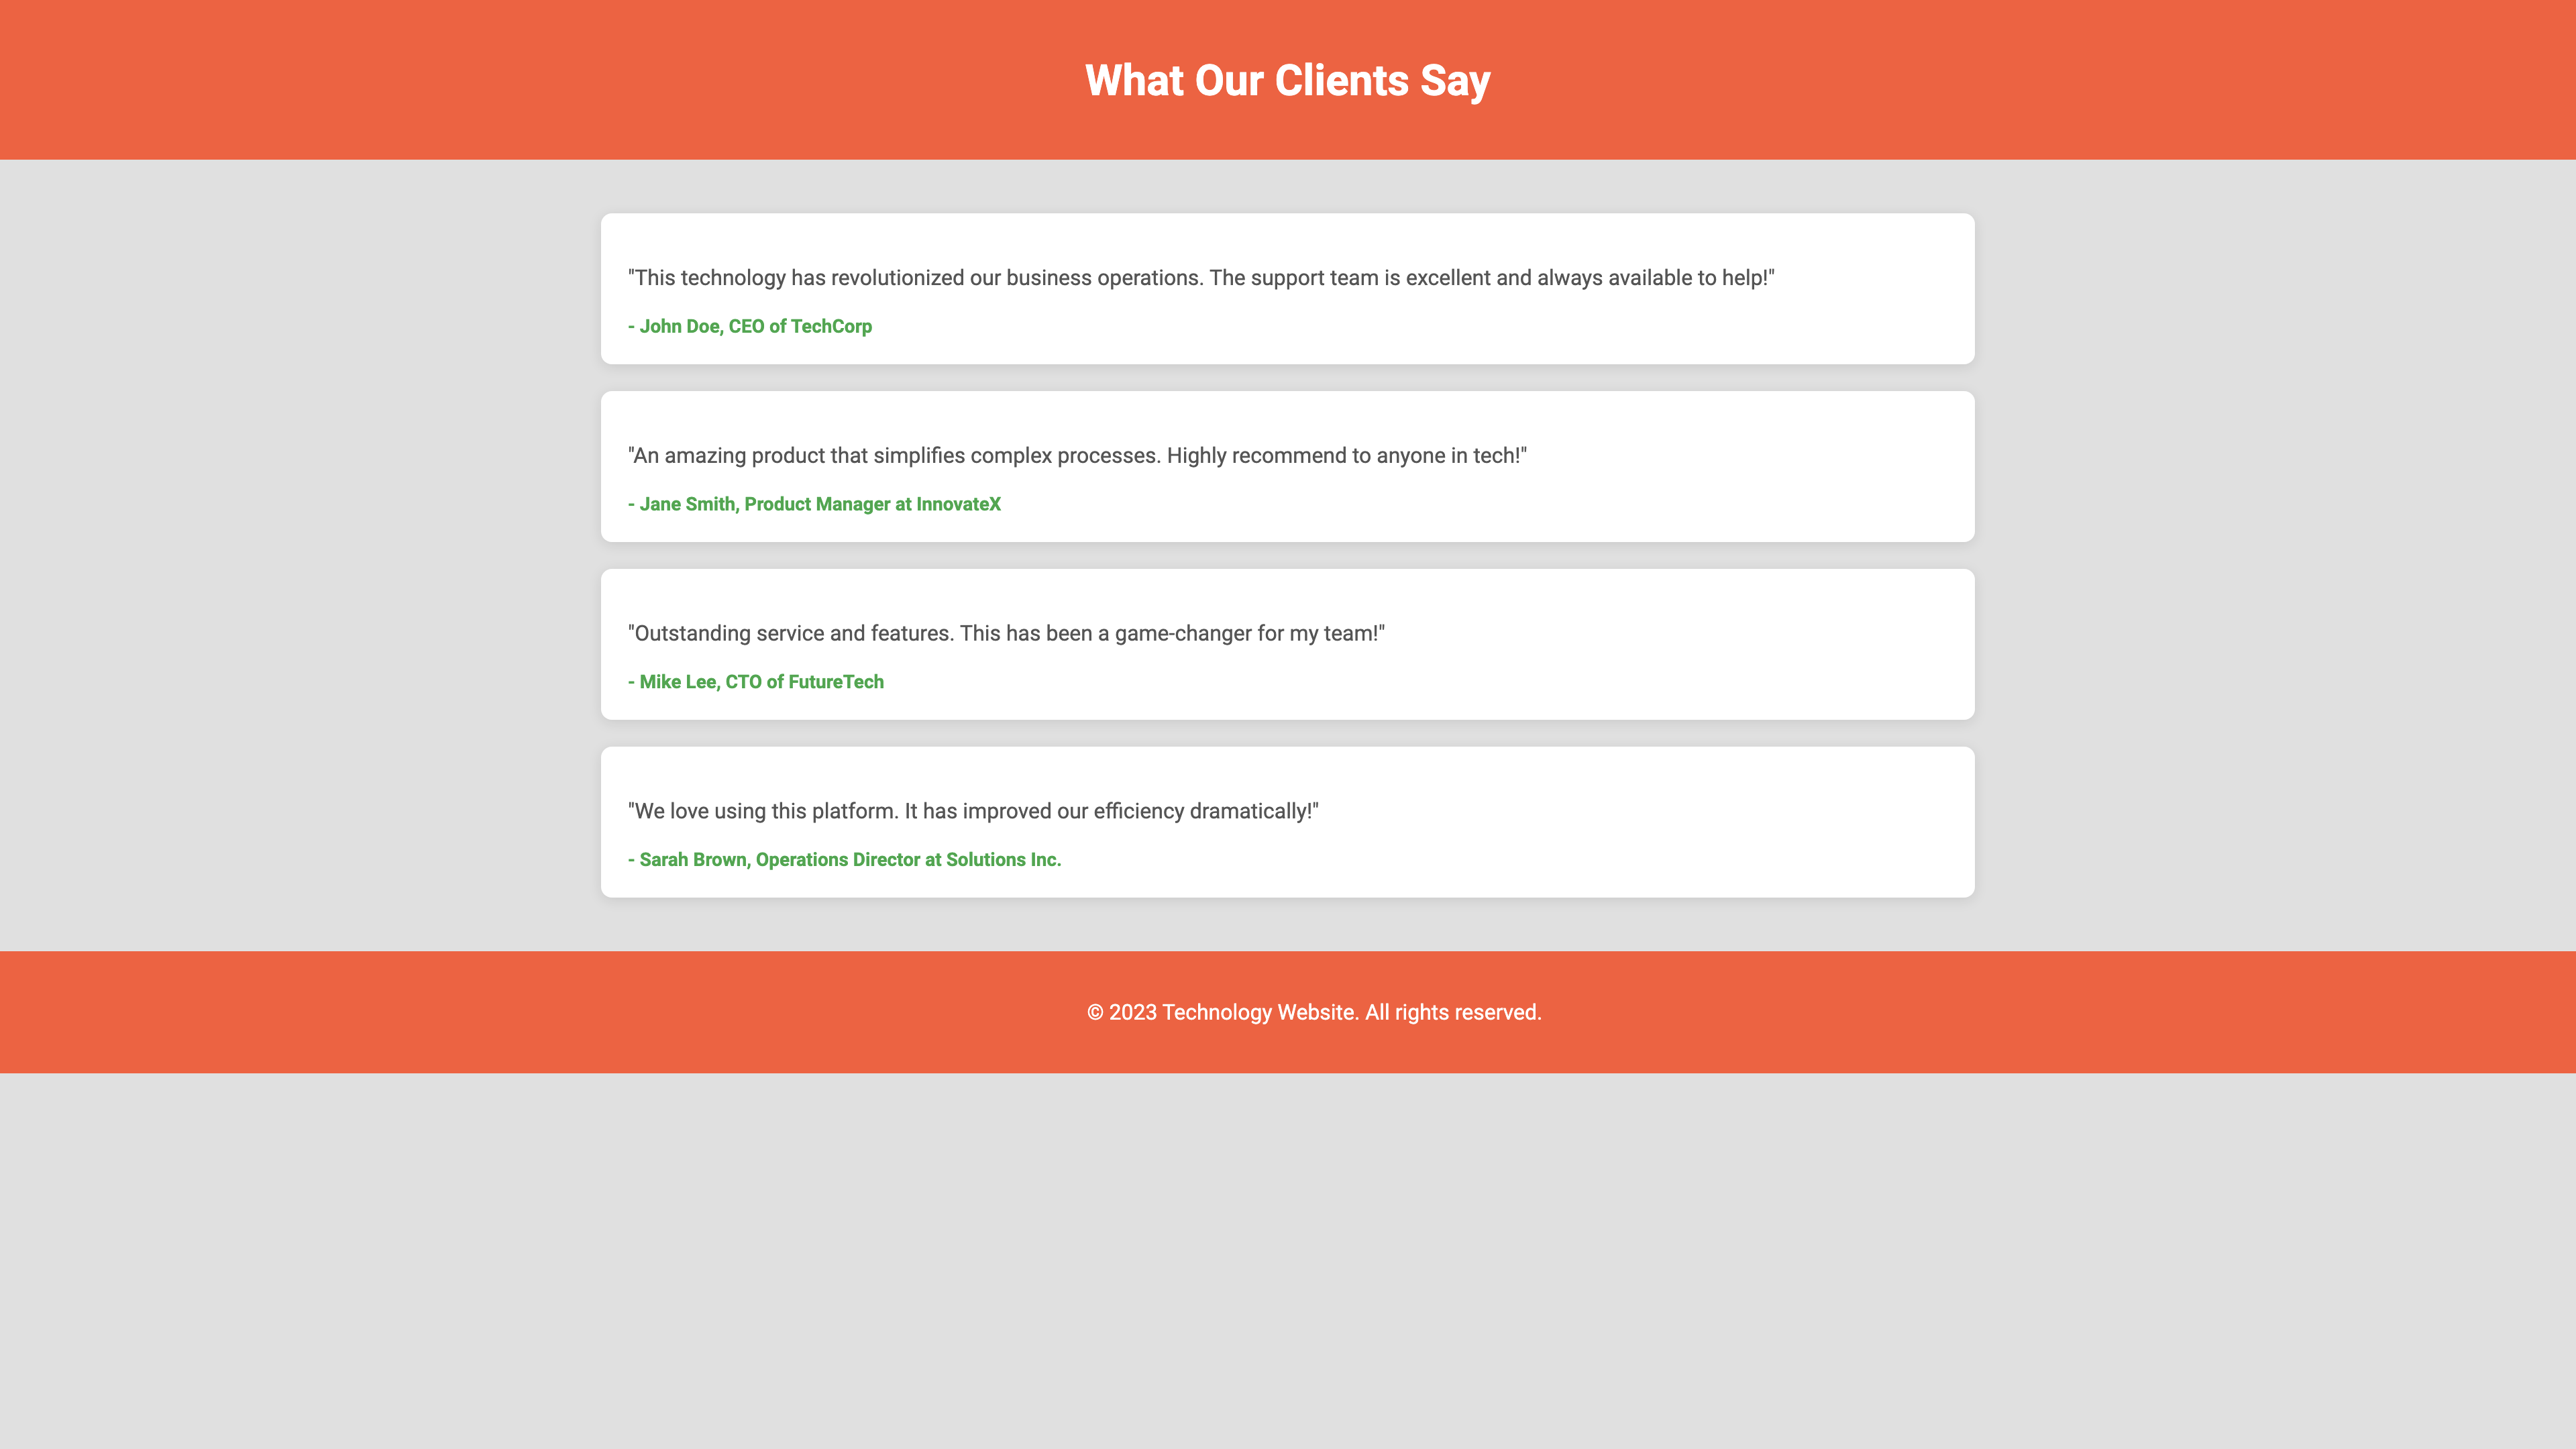 What Our Clients Say
"This technology has revolutionized our business operations. The support team is excellent and always available to help!"
- John Doe, CEO of TechCorp
"An amazing product that simplifies complex processes. Highly recommend to anyone in tech!"
- Jane Smith, Product Manager at InnovateX
"Outstanding service and features. This has been a game-changer for my team!"
- Mike Lee, CTO of FutureTech
"We love using this platform. It has improved our efficiency dramatically!"
- Sarah Brown, Operations Director at Solutions Inc.
© 2023 Technology Website. All rights reserved.